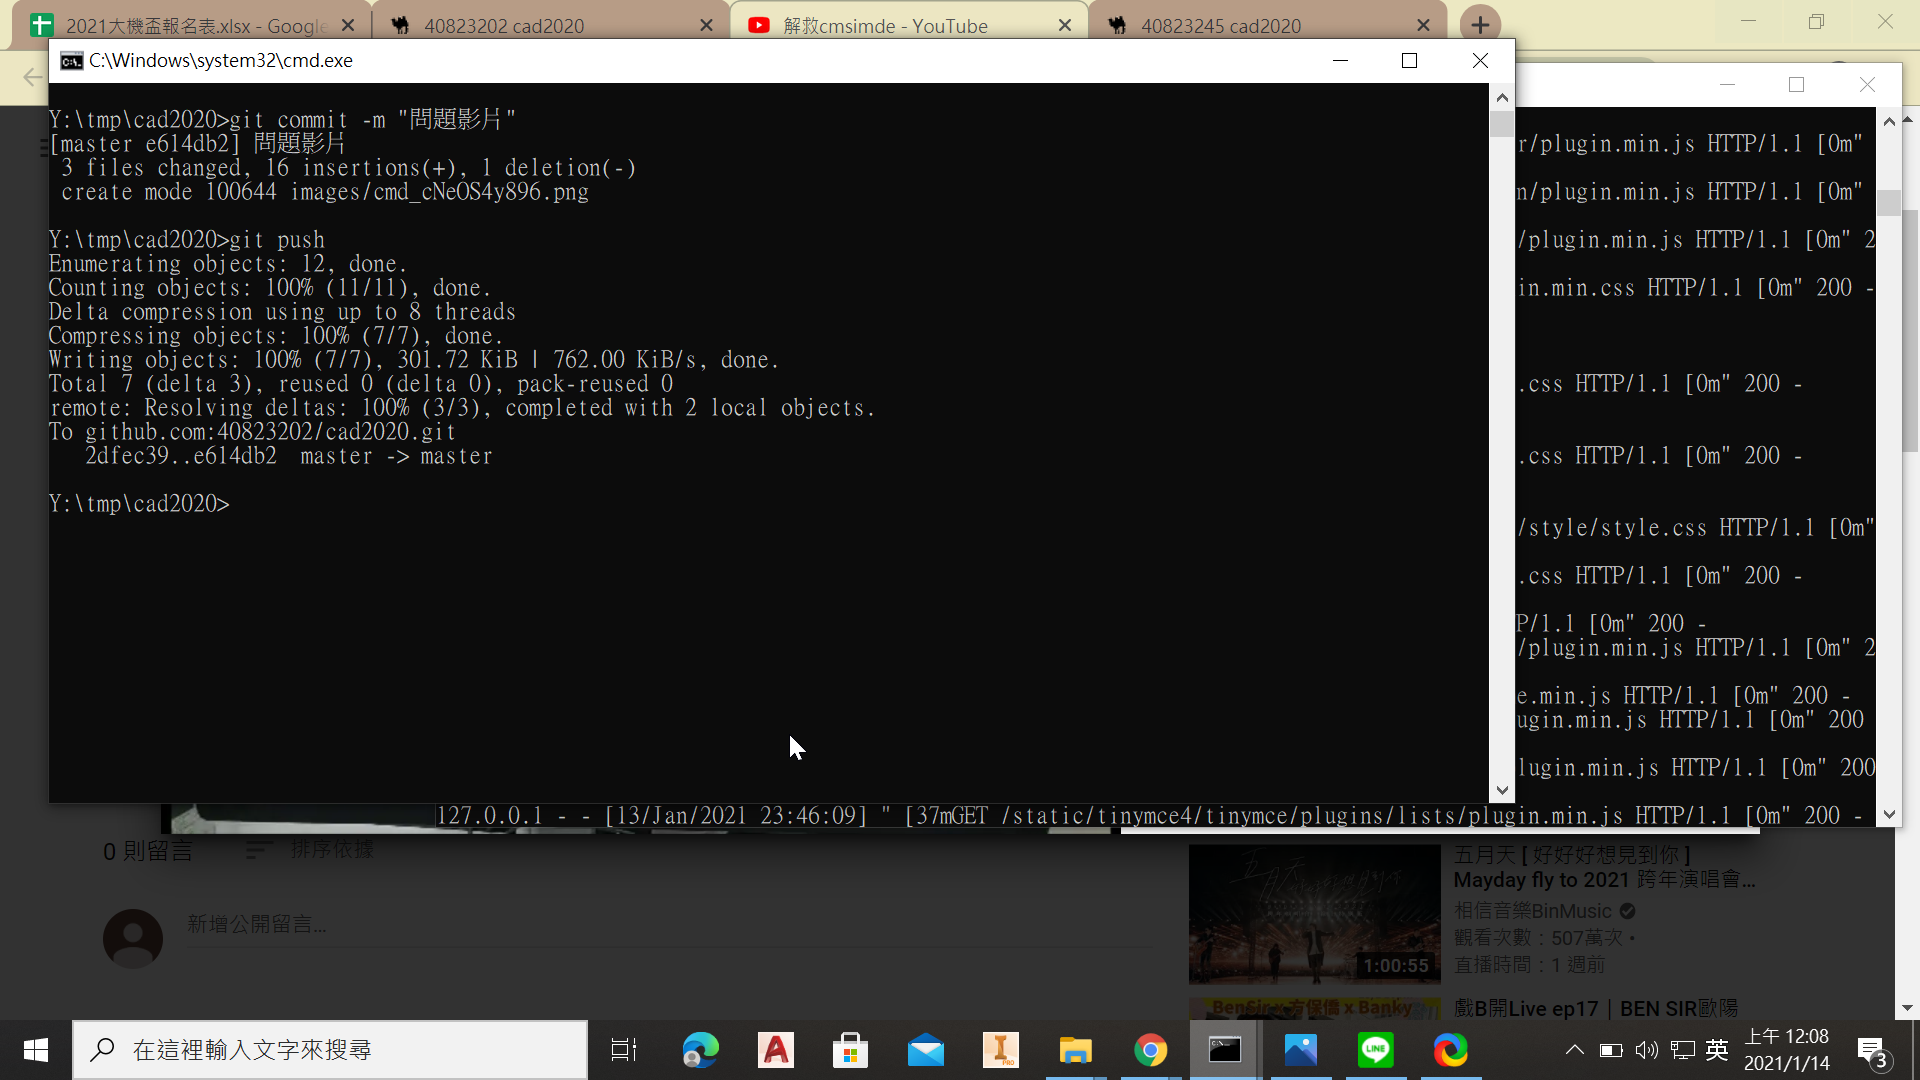 2021大機盃報名表.xlsx - Google
40823202 cad2020
解救cmsimde - YouTube
40823245 cad2020
C:\Windows\system32\cmd.exe
Y:\tmp\cad2020>git commit -m "問題影片"
[master e614db2] 問題影片
3 files changed, 16 insertions(+), 1 deletion(-)
create mode 100644 images/cmd_cNeOS4y896.png
Y:\tmp\cad2020>git push
Enumerating objects: 12, done.
Counting objects: 100% (11/11), done.
Delta compression using up to 8 threads
Compressing objects: 100% (7/7), done.
Writing objects: 100% (7/7), 301.72 KiB | 762.00 KiB/s, done.
Total 7 (delta 3), reused 0 (delta 0), pack-reused 0
remote: Resolving deltas: 100% (3/3), completed with 2 local objects.
To github.com:40823202/cad2020.git
2dfec39..e614db2  master -> master
Y:\tmp\cad2020>
r/plugin.min.js HTTP/1.1 [0m"
n/plugin.min.js HTTP/1.1 [0m"
/plugin.min.js HTTP/1.1 [0m" 2
in.min.css HTTP/1.1 [0m" 200 -
.css HTTP/1.1 [0m" 200 -
.css HTTP/1.1 [0m" 200 -
/style/style.css HTTP/1.1 [0m"
.css HTTP/1.1 [0m" 200 -
P/1.1 [0m" 200 -
/plugin.min.js HTTP/1.1 [0m" 2
e.min.js HTTP/1.1 [0m" 200 -
ugin.min.js HTTP/1.1 [0m" 200
lugin.min.js HTTP/1.1 [0m" 200
127.0.0.1 - - [13/Jan/2021 23:46:09] " [37mGET /static/tinymce4/tinymce/plugins/lists/plugin.min.js HTTP/1.1 [0m" 200 -
0 則留言
排序依據
新增公開留言...
1:00:55
五月天 [ 好好好想見到你 ]
Mayday fly to 2021 跨年演唱會...
相信音樂BinMusic
觀看次數：507萬次 •
直播時間：1 週前
BenSir x 方保僑 x Banky
戲B開Live ep17｜BEN SIR歐陽
在這裡輸入文字來搜尋
英
上午 12:08
2021/1/14
3